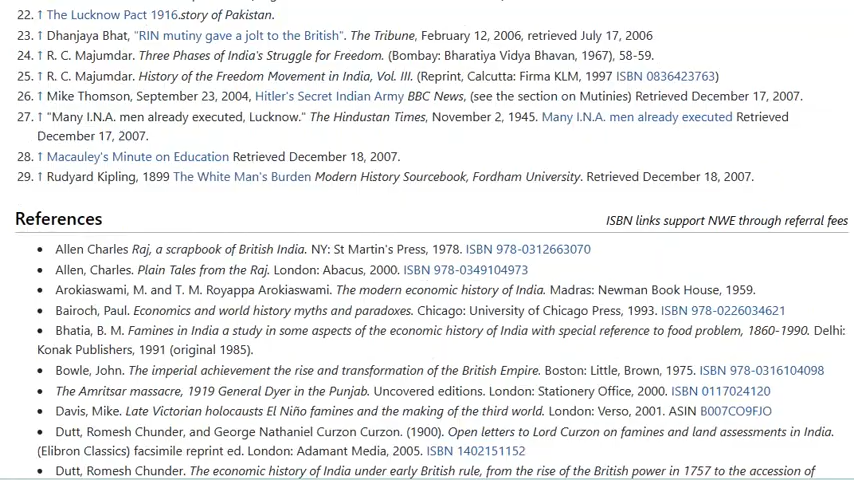 22. ↑ The Lucknow Pact 1916.story of Pakistan.
23. ↑ Dhanjaya Bhat, "RIN mutiny gave a jolt to the British". The Tribune, February 12, 2006, retrieved July 17, 2006
24. ↑ R. C. Majumdar. Three Phases of India's Struggle for Freedom. (Bombay: Bharatiya Vidya Bhavan, 1967), 58-59.
25. ↑ R. C. Majumdar. History of the Freedom Movement in India, Vol. III. (Reprint, Calcutta: Firma KLM, 1997 ISBN 0836423763)
26. ↑ Mike Thomson, September 23, 2004, Hitler's Secret Indian Army BBC News, (see the section on Mutinies) Retrieved December 17, 2007.
27. ↑ "Many I.N.A. men already executed, Lucknow." The Hindustan Times, November 2, 1945. Many I.N.A. men already executed Retrieved
December 17, 2007.
28. ↑ Macauley's Minute on Education Retrieved December 18, 2007.
29. ↑ Rudyard Kipling, 1899 The White Man's Burden Modern History Sourcebook, Fordham University. Retrieved December 18, 2007.
References
ISBN links support NWE through referral fees
• Allen Charles Raj, a scrapbook of British India. NY: St Martin's Press, 1978. ISBN 978-0312663070
• Allen, Charles. Plain Tales from the Raj. London: Abacus, 2000. ISBN 978-0349104973
• Arokiaswami, M. and T. M. Royappa Arokiaswami. The modern economic history of India. Madras: Newman Book House, 1959.
• Bairoch, Paul. Economics and world history myths and paradoxes. Chicago: University of Chicago Press, 1993. ISBN 978-0226034621
• Bhatia, B. M. Famines in India a study in some aspects of the economic history of India with special reference to food problem, 1860-1990. Delhi:
Konak Publishers, 1991 (original 1985).
• Bowle, John. The imperial achievement the rise and transformation of the British Empire. Boston: Little, Brown, 1975. ISBN 978-0316104098
• The Amritsar massacre, 1919 General Dyer in the Punjab. Uncovered editions. London: Stationery Office, 2000. ISBN 0117024120
• Davis, Mike. Late Victorian holocausts El Niño famines and the making of the third world. London: Verso, 2001. ASIN B007CO9FJO
• Dutt, Romesh Chunder, and George Nathaniel Curzon Curzon. (1900). Open letters to Lord Curzon on famines and land assessments in India.
(Elibron Classics) facsimile reprint ed. London: Adamant Media, 2005. ISBN 1402151152
• Dutt, Romesh Chunder. The economic history of India under early British rule, from the rise of the British power in 1757 to the accession of